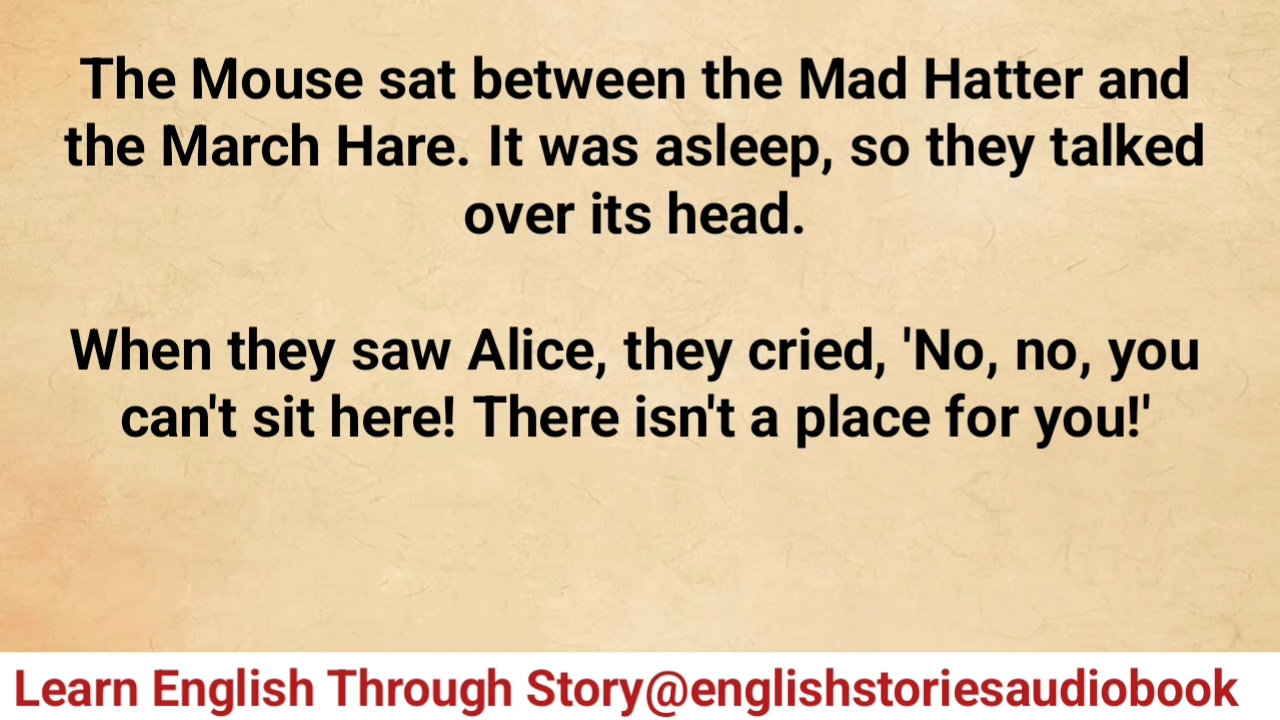 The Mouse sat between the Mad Hatter and
the March Hare. It was asleep, so they talked
over its head.
When they saw Alice, they cried, 'No, no, you
can't sit here! There isn't a place for you!'
Learn English Through Story@englishstoriesaudiobook